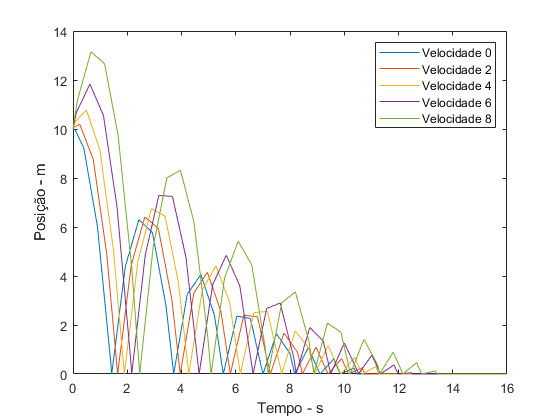 14
12
10
8
6
4
2
0
Posição - m
Velocidade 0
Velocidade 2
Velocidade 4
Velocidade 6
Velocidade 8
0 2 4 6 8 10 12 14 16
Tempo - s